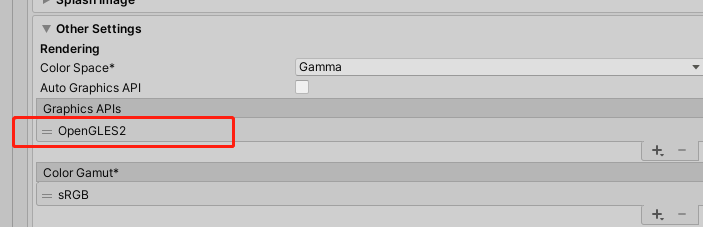 Splash Image
Other Settings
Rendering
Color Space* Gamma
Auto Graphics API
Graphics APIs
OpenGLES2
Color Gamut*
sRGB